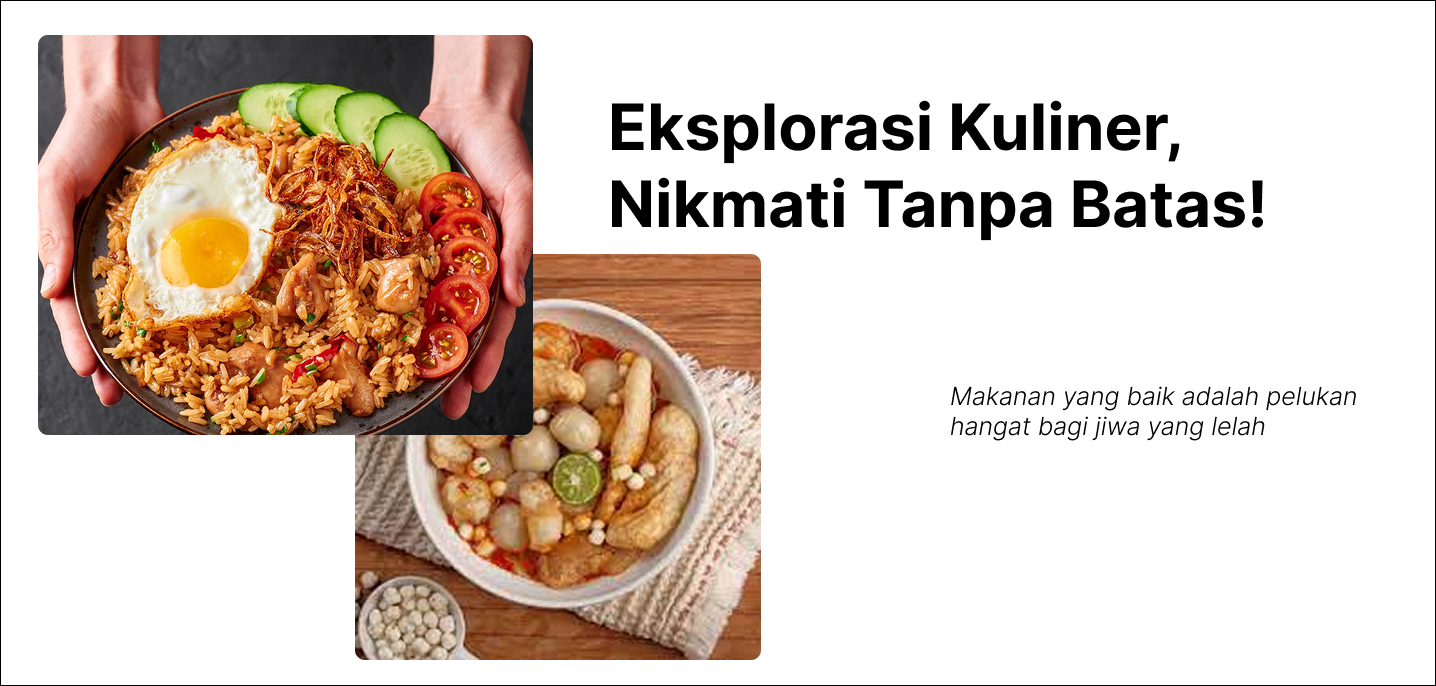 Eksplorasi Kuliner,
Nikmati Tanpa Batas!
Makanan yang baik adalah pelukan
hangat bagi jiwa yang lelah